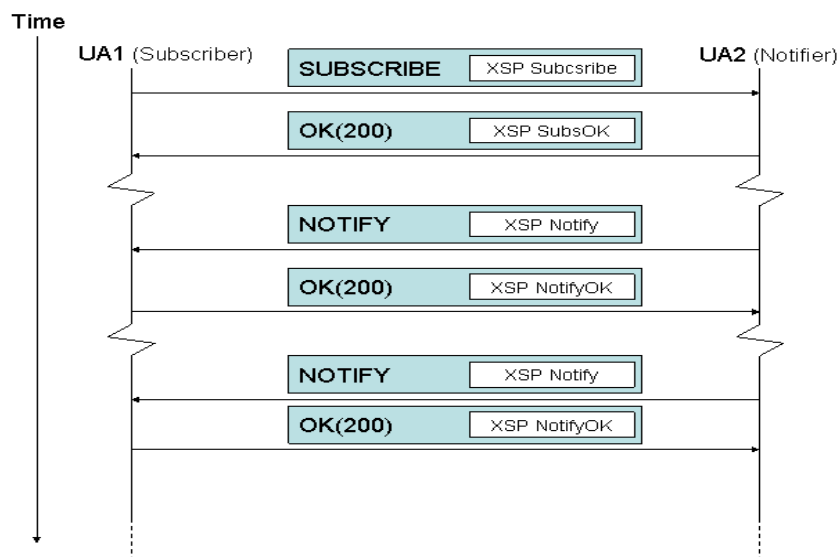 Time
UA1 (Subscriber)
UA2 (Notifier)
SUBSCRIBE XSP Subcsribe
OK(200) XSP SubsOK
NOTIFY XSP Notify
OK(200) XSP NotifyOK
NOTIFY XSP Notify
OK(200) XSP NotifyOK